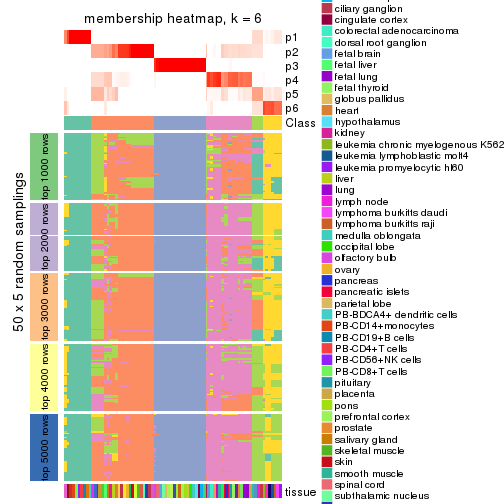 membership heatmap, k = 6
p1
p2
p3
p4
p5
p6
Class
50 x 5 random samplings
top 1000 rows
top 2000 rows
top 3000 rows
top 4000 rows
top 5000 rows
tissue
ciliary ganglion
cingulate cortex
colorectal adenocarcinoma
dorsal root ganglion
fetal brain
fetal liver
fetal lung
fetal thyroid
globus pallidus
heart
hypothalamus
kidney
leukemia chronic myelogenous K562
leukemia lymphoblastic molt4
leukemia promyelocytic hl60
liver
lung
lymph node
lymphoma burkitts daudi
lymphoma burkitts raji
medulla oblongata
occipital lobe
olfactory bulb
ovary
pancreas
pancreatic islets
parietal lobe
PB-BDCA4+ dendritic cells
PB-CD14+monocytes
PB-CD19+B cells
PB-CD4+T cells
PB-CD56+NK cells
PB-CD8+T cells
pituitary
placenta
pons
prefrontal cortex
prostate
salivary gland
skeletal muscle
skin
smooth muscle
spinal cord
subthalamic nucleus